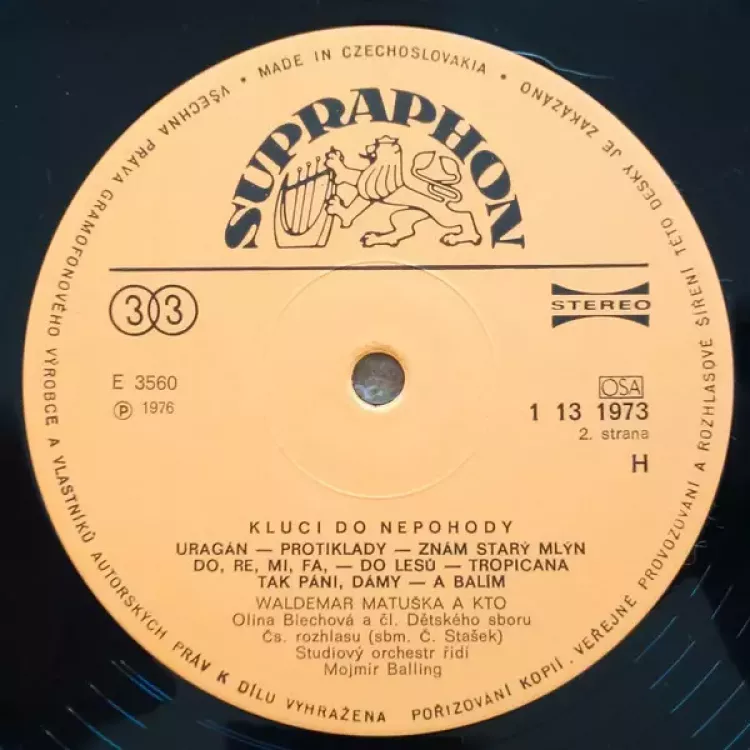 VŠECHNA PRÁVA GRAMOFONOVÉHO VÝROBCE A VLASTNÍKŮ AUTORSKÝCH PRÁV K DÍLU VYHRAŽENA
• MADE IN CZECHOSLOVAKIA •
POŘIZOVÁNÍ KOPIÍ, VEŘEJNÉ PROVOZOVÁNÍ A ROZHLASOVÉ ŠÍŘENÍ TÉTO DESKY JE ZAKÁZÁNO
SUPRAPHON
33
STEREO
E 3560
Ⓟ 1976
OSA
1 13 1973
2. strana
H
KLUCI DO NEPOHODY
URAGÁN — PROTIKLADY — ZNÁM STARÝ MLÝN
DO, RE, MI, FA, — DO LESŮ — TROPICANA
TAK PÁNI, DÁMY — A BALÍM
WALDEMAR MATUŠKA A KTO
Olina Blechová a čl. Dětského sboru
Čs. rozhlasu (sbm. Č. Stašek)
Studiový orchestr řídí
Mojmír Balling